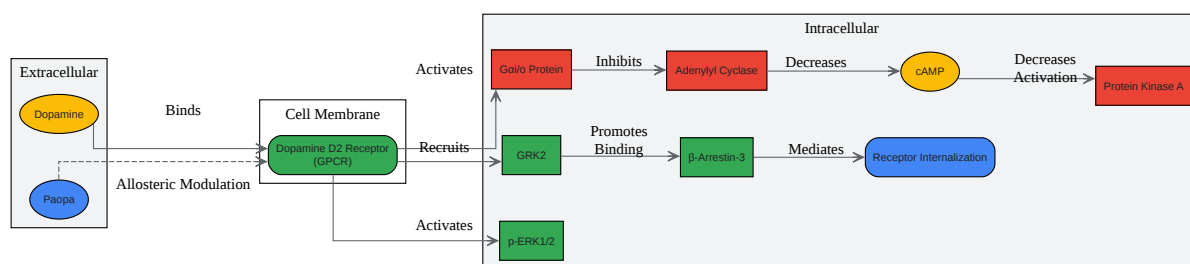 Extracellular
Dopamine
Paopa
Binds
Allosteric Modulation
Cell Membrane
Dopamine D2 Receptor
(GPCR)
Activates
Recruits
Activates
Intracellular
Gαi/o Protein
Inhibits
Adenylyl Cyclase
Decreases
cAMP
Decreases
Activation
Protein Kinase A
GRK2
Promotes
Binding
β-Arrestin-3
Mediates
Receptor Internalization
p-ERK1/2